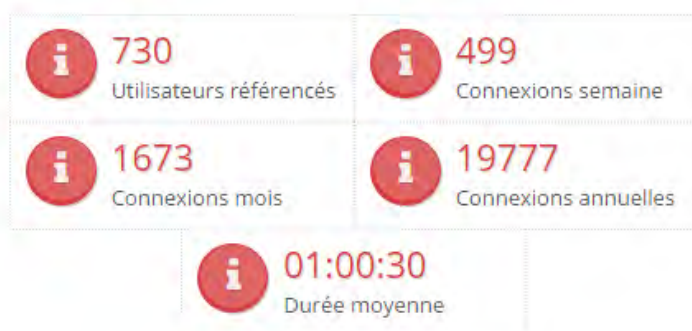 730
Utilisateurs référencés
499
Connexions semaine
1673
Connexions mois
19777
Connexions annuelles
01:00:30
Durée moyenne